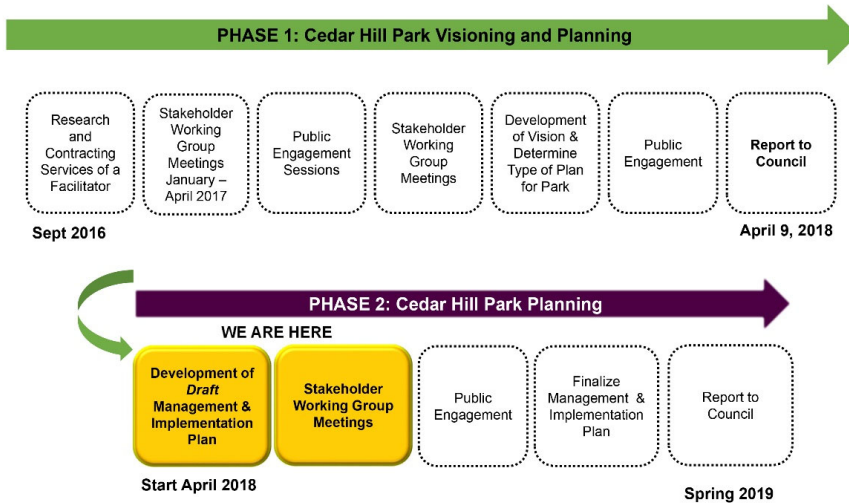 PHASE 1: Cedar Hill Park Visioning and Planning
Research
and
Contracting
Services of a
Facilitator
Stakeholder
Working
Group
Meetings
January –
April 2017
Public
Engagement
Sessions
Stakeholder
Working
Group
Meetings
Development
of Vision &
Determine
Type of Plan
for Park
Public
Engagement
Report to
Council
Sept 2016
April 9, 2018
PHASE 2: Cedar Hill Park Planning
WE ARE HERE
Development of
Draft
Management &
Implementation
Plan
Stakeholder
Working Group
Meetings
Public
Engagement
Finalize
Management &
Implementation
Plan
Report to
Council
Start April 2018
Spring 2019